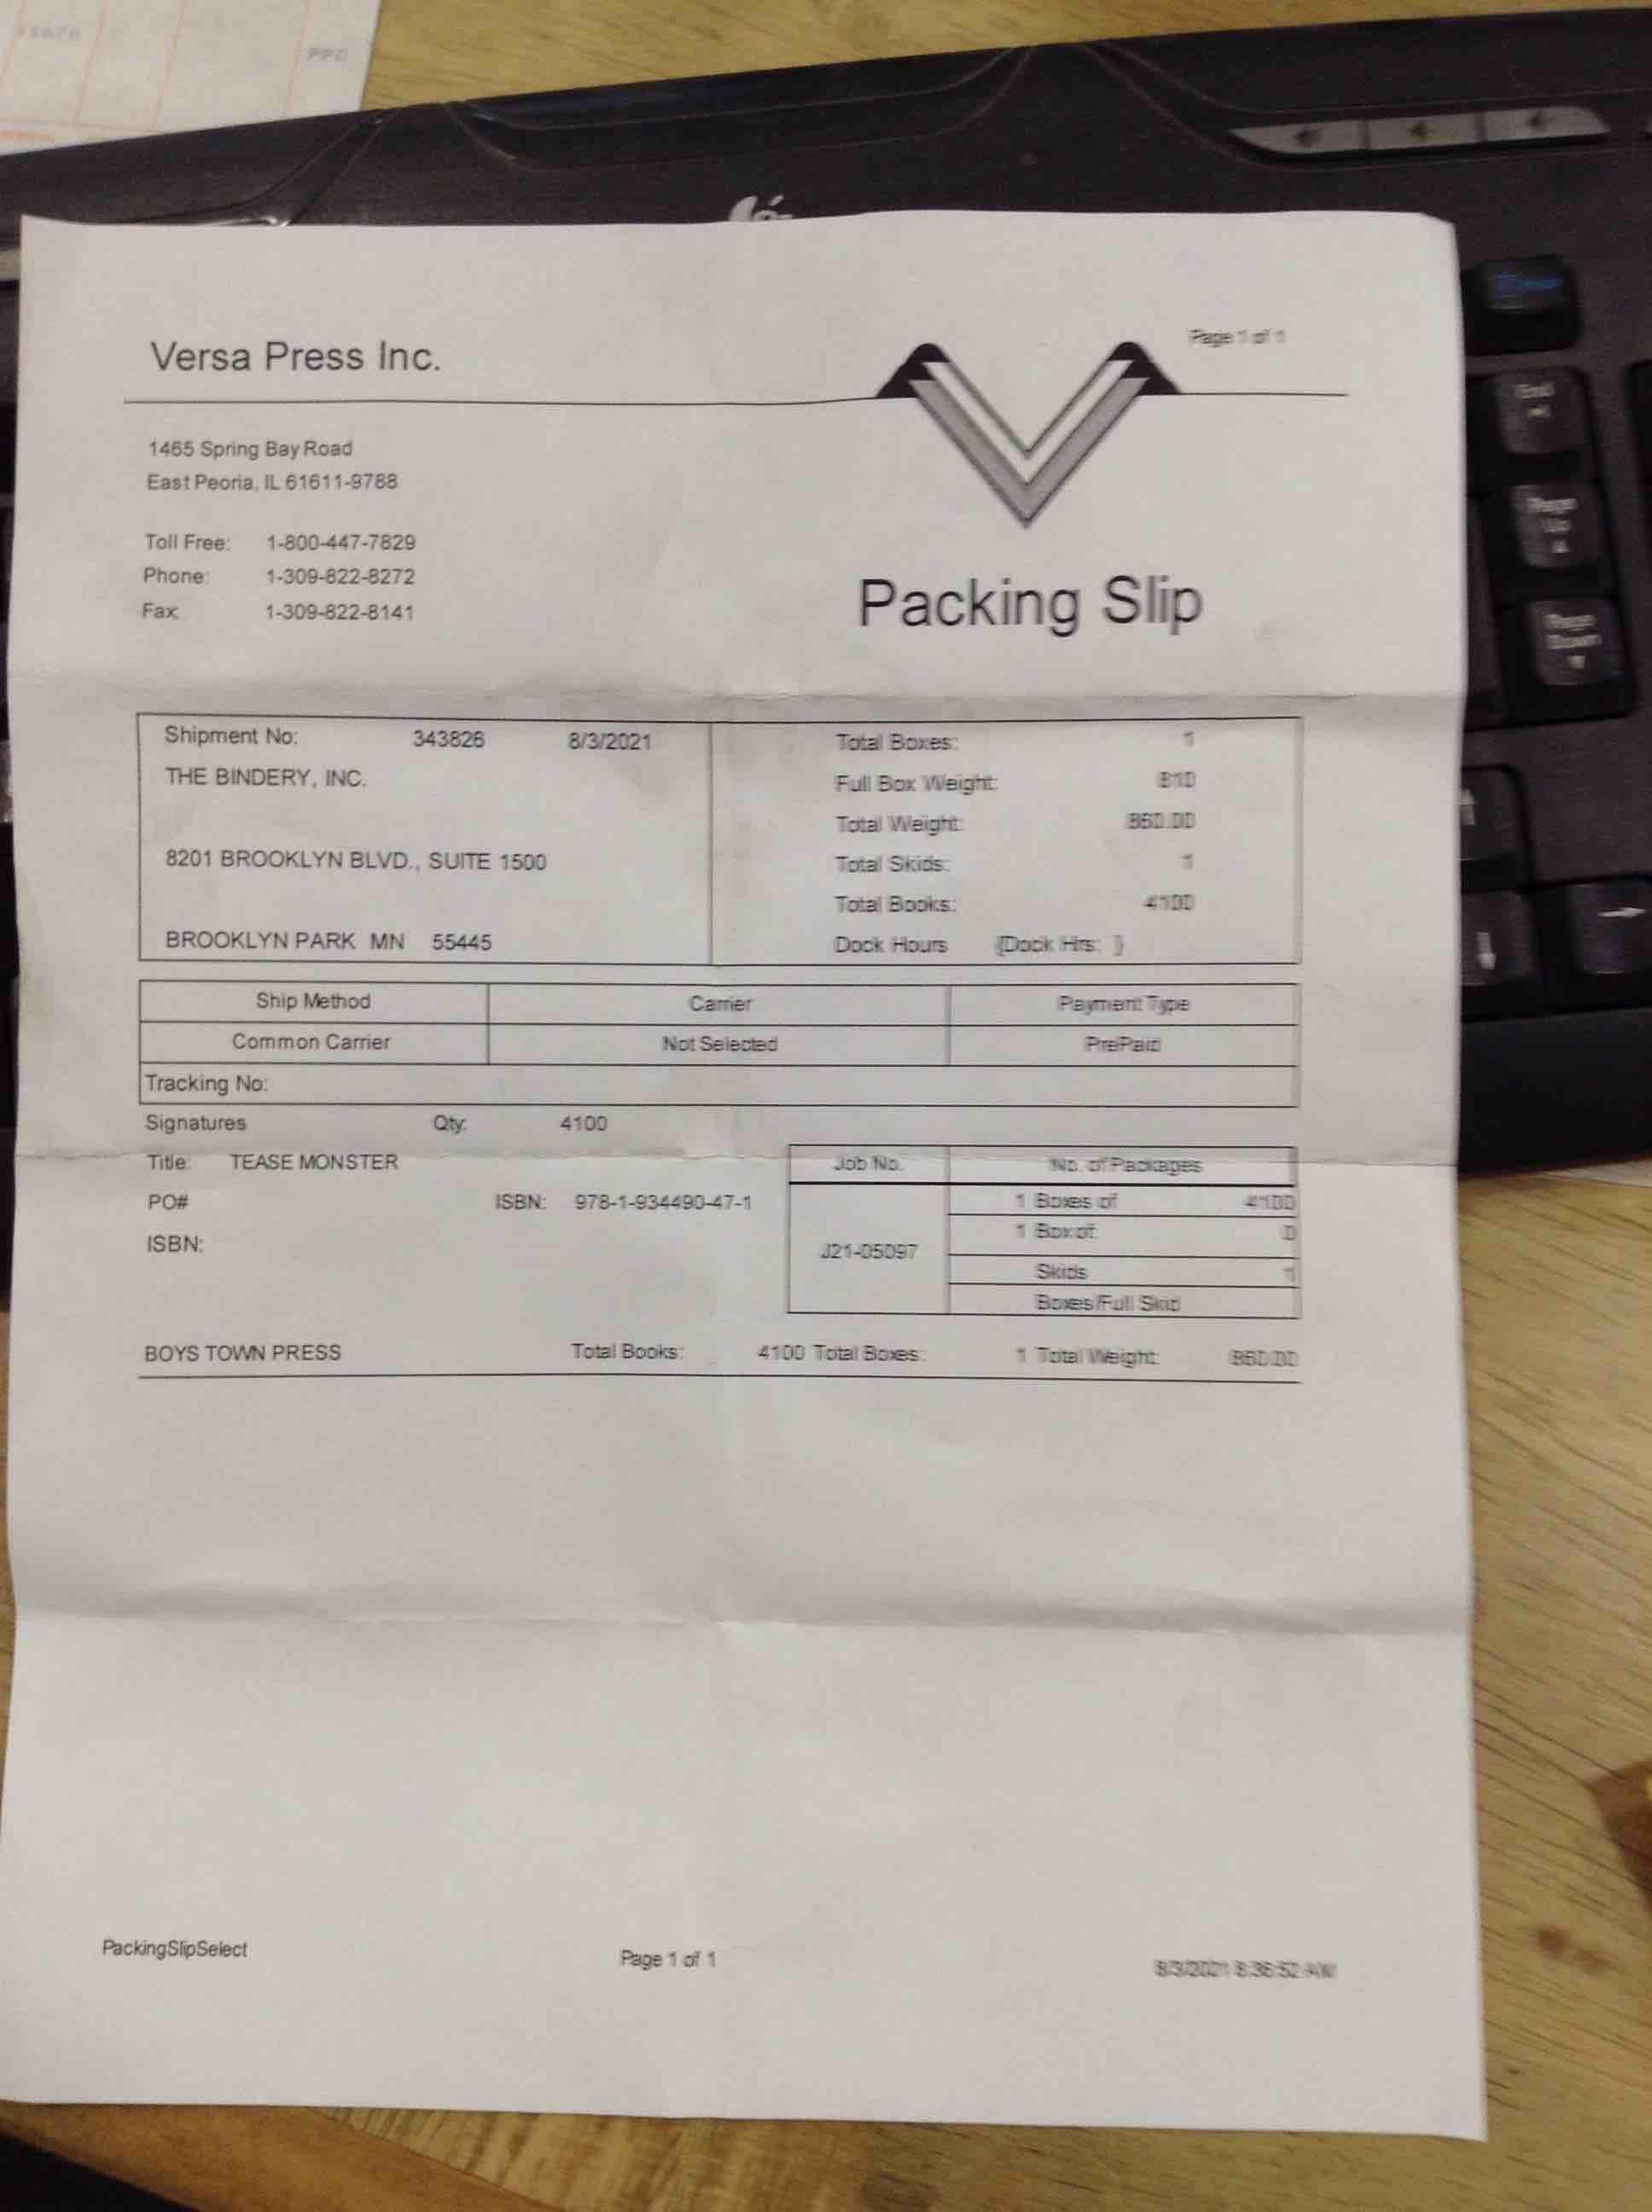 PPD
Page 1 of 1
Versa Press Inc.
1465 Spring Bay Road
East Peoria, IL 61611-9788
Toll Free: 1-800-447-7829
Phone: 1-309-822-8272
Fax: 1-309-822-8141
Packing Slip
Shipment No: 343826 8/3/2021
THE BINDERY, INC.
8201 BROOKLYN BLVD., SUITE 1500
BROOKLYN PARK MN 55445
Total Boxes: 1
Full Box Weight: 810
Total Weight:
Total Skids: 1
Total Books: 4100
Dock Hours {Dock Hrs: }
Ship Method Carrier Payment Type
Common Carrier Not Selected PrePaid
Tracking No:
Signatures Qty: 4100
Title: TEASE MONSTER
PO# ISBN: 978-1-934490-47-1
ISBN:
Job No. No. of Packages
J21-05097
1 Boxes of 4100
1 Box of 0
Skids 1
Boxes/Full Skid
BOYS TOWN PRESS Total Books: 4100 Total Boxes: 1 Total Weight:
PackingSlipSelect Page 1 of 1 8/3/2021 8:36:52 AM
End
Page Up
Page Down